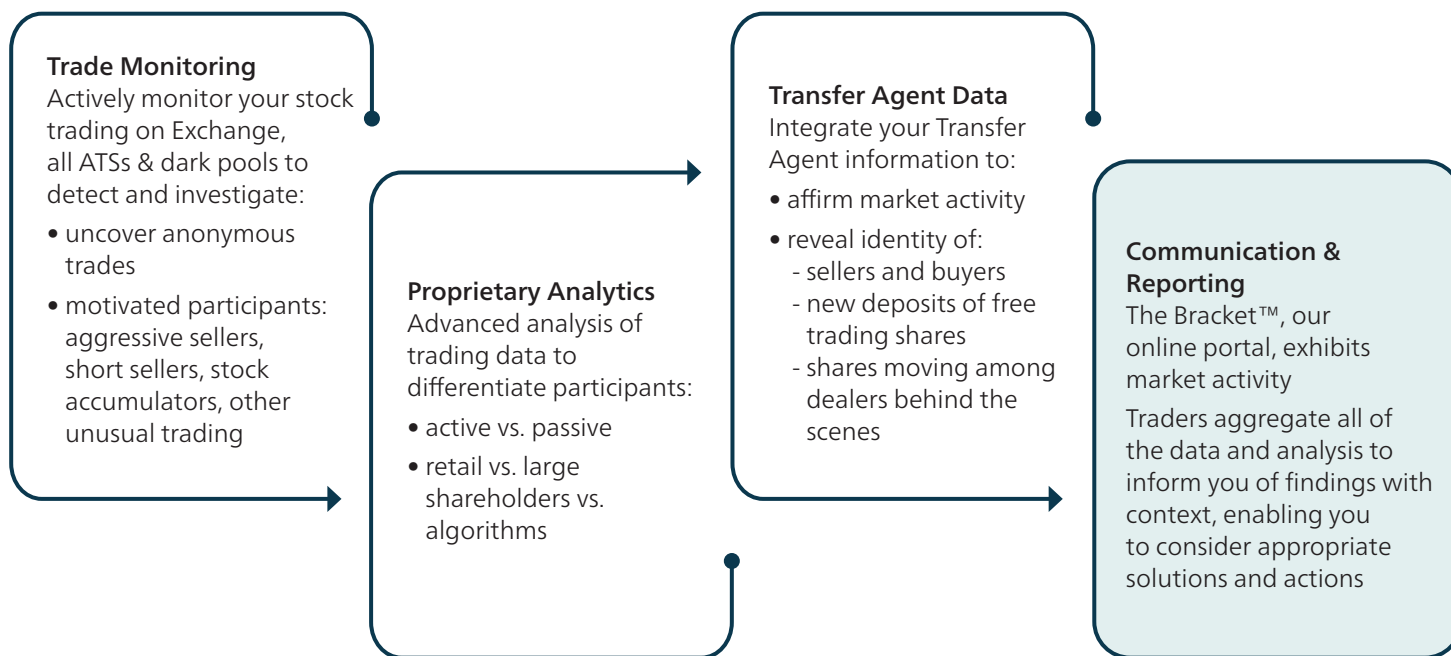 Trade Monitoring
Actively monitor your stock
trading on Exchange,
all ATSs & dark pools to
detect and investigate:
• uncover anonymous
trades
• motivated participants:
aggressive sellers,
short sellers, stock
accumulators, other
unusual trading
Proprietary Analytics
Advanced analysis of
trading data to
differentiate participants:
• active vs. passive
• retail vs. large
shareholders vs.
algorithms
Transfer Agent Data
Integrate your Transfer
Agent information to:
• affirm market activity
• reveal identity of:
- sellers and buyers
- new deposits of free
trading shares
- shares moving among
dealers behind the
scenes
Communication &
Reporting
The Bracket™, our
online portal, exhibits
market activity
Traders aggregate all of
the data and analysis to
inform you of findings with
context, enabling you
to consider appropriate
solutions and actions